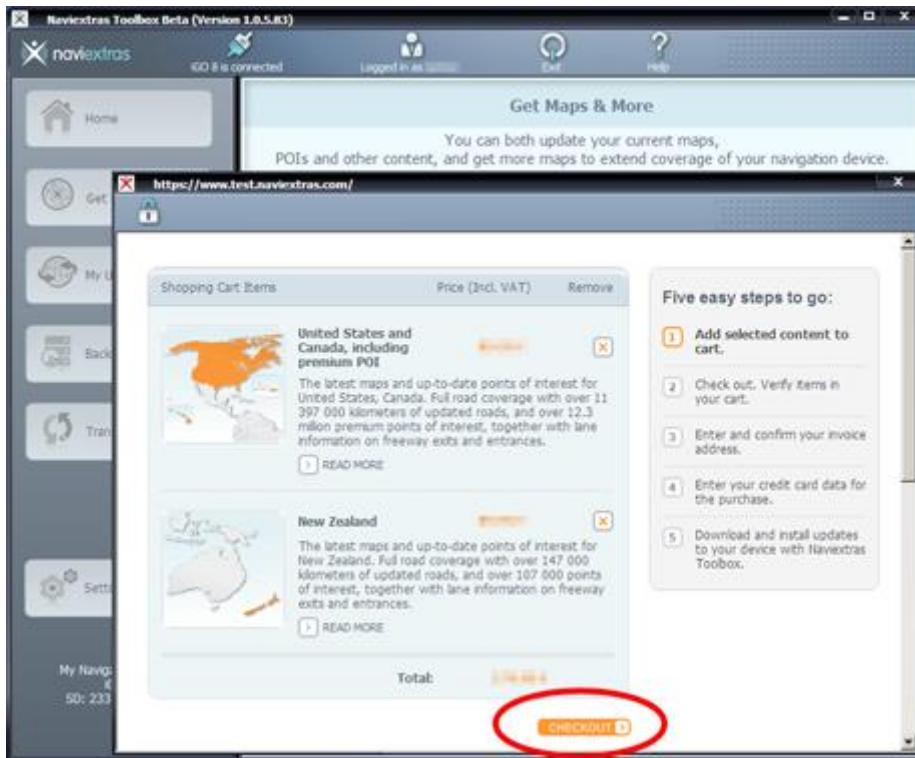 Naviextras Toolbox Beta (Version 1.0.5.83)
naviextras
iGO 8 is connected
Logged in as
Exit
Help
Home
Get Maps & More
You can both update your current maps,
POIs and other content, and get more maps to extend coverage of your navigation device.
Get
My U
Back
Tran
Setti
My Navig
SD: 233
https://www.test.naviextras.com/
Shopping Cart Items Price (Incl. VAT) Remove
United States and
Canada, including
premium POI
The latest maps and up-to-date points of interest for
United States, Canada. Full road coverage with over 11
397 000 kilometers of updated roads, and over 12.3
million premium points of interest, together with lane
information on freeway exits and entrances.
READ MORE
New Zealand
The latest maps and up-to-date points of interest for
New Zealand. Full road coverage with over 147 000
kilometers of updated roads, and over 107 000 points
of interest, together with lane information on freeway
exits and entrances.
READ MORE
Total:
CHECKOUT
Five easy steps to go:
1 Add selected content to
cart.
2 Check out. Verify items in
your cart.
3 Enter and confirm your invoice
address.
4 Enter your credit card data for
the purchase.
5 Download and install updates
to your device with Naviextras
Toolbox.